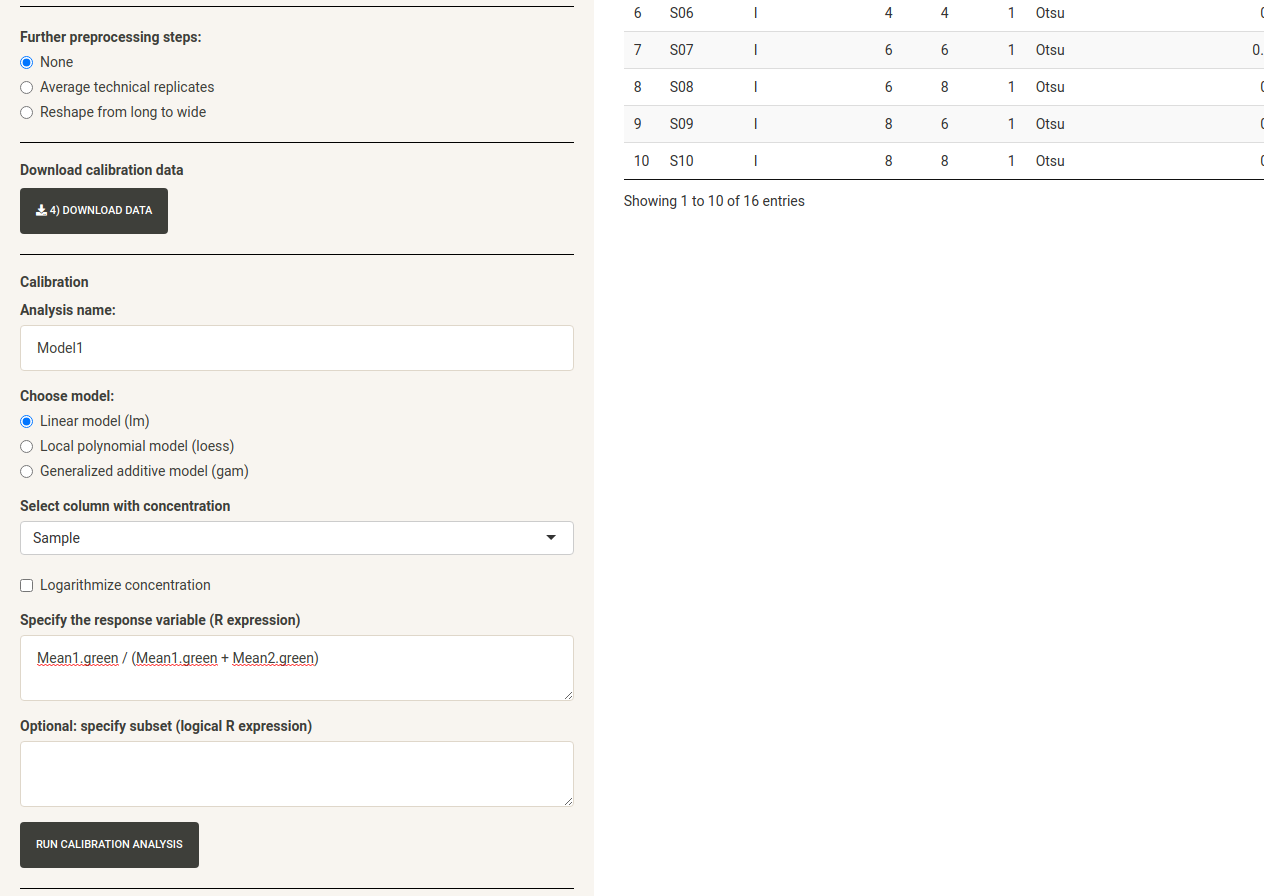 Further preprocessing steps:
None
Average technical replicates
Reshape from long to wide
Download calibration data
4) DOWNLOAD DATA
Calibration
Analysis name:
Model1
Choose model:
Linear model (lm)
Local polynomial model (loess)
Generalized additive model (gam)
Select column with concentration
Sample
Logarithmize concentration
Specify the response variable (R expression)
Mean1.green / (Mean1.green + Mean2.green)
Optional: specify subset (logical R expression)
RUN CALIBRATION ANALYSIS
6 S06 I 4 4 1 Otsu
7 S07 I 6 6 1 Otsu 0.
8 S08 I 6 8 1 Otsu
9 S09 I 8 6 1 Otsu
10 S10 I 8 8 1 Otsu
Showing 1 to 10 of 16 entries